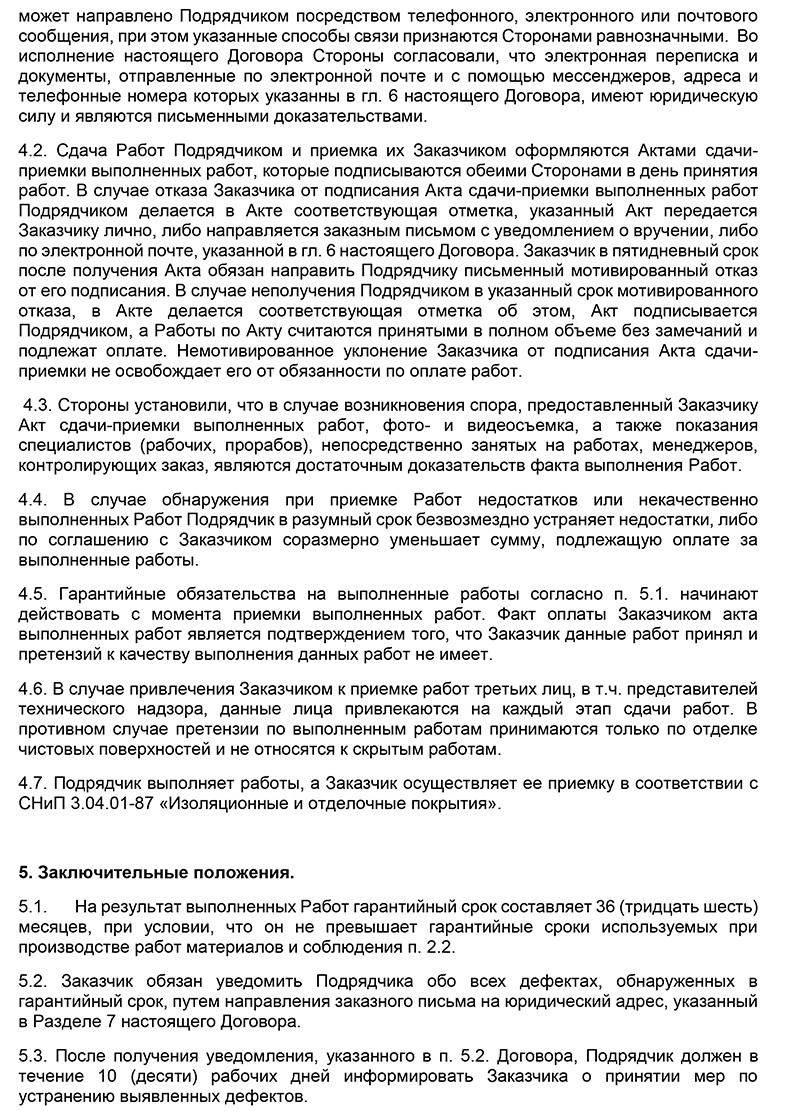 может направлено Подрядчиком посредством телефонного, электронного или почтового
сообщения, при этом указанные способы связи признаются Сторонами равнозначными. Во
исполнение настоящего Договора Стороны согласовали, что электронная переписка и
документы, отправленные по электронной почте и с помощью мессенджеров, адреса и
телефонные номера которых указанны в гл. 6 настоящего Договора, имеют юридическую
силу и являются письменными доказательствами.
4.2. Сдача Работ Подрядчиком и приемка их Заказчиком оформляются Актами сдачи-
приемки выполненных работ, которые подписываются обеими Сторонами в день принятия
работ. В случае отказа Заказчика от подписания Акта сдачи-приемки выполненных работ
Подрядчиком делается в Акте соответствующая отметка, указанный Акт передается
Заказчику лично, либо направляется заказным письмом с уведомлением о вручении, либо
по электронной почте, указанной в гл. 6 настоящего Договора. Заказчик в пятидневный срок
после получения Акта обязан направить Подрядчику письменный мотивированный отказ
от его подписания. В случае неполучения Подрядчиком в указанный срок мотивированного
отказа, в Акте делается соответствующая отметка об этом, Акт подписывается
Подрядчиком, а Работы по Акту считаются принятыми в полном объеме без замечаний и
подлежат оплате. Немотивированное уклонение Заказчика от подписания Акта сдачи-
приемки не освобождает его от обязанности по оплате работ.
4.3. Стороны установили, что в случае возникновения спора, предоставленный Заказчику
Акт сдачи-приемки выполненных работ, фото- и видеосъемка, а также показания
специалистов (рабочих, прорабов), непосредственно занятых на работах, менеджеров,
контролирующих заказ, являются достаточным доказательств факта выполнения Работ.
4.4. В случае обнаружения при приемке Работ недостатков или некачественно
выполненных Работ Подрядчик в разумный срок безвозмездно устраняет недостатки, либо
по соглашению с Заказчиком соразмерно уменьшает сумму, подлежащую оплате за
выполненные работы.
4.5. Гарантийные обязательства на выполненные работы согласно п. 5.1. начинают
действовать с момента приемки выполненных работ. Факт оплаты Заказчиком акта
выполненных работ является подтверждением того, что Заказчик данные работ принял и
претензий к качеству выполнения данных работ не имеет.
4.6. В случае привлечения Заказчиком к приемке работ третьих лиц, в т.ч. представителей
технического надзора, данные лица привлекаются на каждый этап сдачи работ. В
противном случае претензии по выполненным работам принимаются только по отделке
чистовых поверхностей и не относятся к скрытым работам.
4.7. Подрядчик выполняет работы, а Заказчик осуществляет ее приемку в соответствии с
СНиП 3.04.01-87 «Изоляционные и отделочные покрытия».
5. Заключительные положения.
5.1. На результат выполненных Работ гарантийный срок составляет 36 (тридцать шесть)
месяцев, при условии, что он не превышает гарантийные сроки используемых при
производстве работ материалов и соблюдения п. 2.2.
5.2. Заказчик обязан уведомить Подрядчика обо всех дефектах, обнаруженных в
гарантийный срок, путем направления заказного письма на юридический адрес, указанный
в Разделе 7 настоящего Договора.
5.3. После получения уведомления, указанного в п. 5.2. Договора, Подрядчик должен в
течение 10 (десяти) рабочих дней информировать Заказчика о принятии мер по
устранению выявленных дефектов.